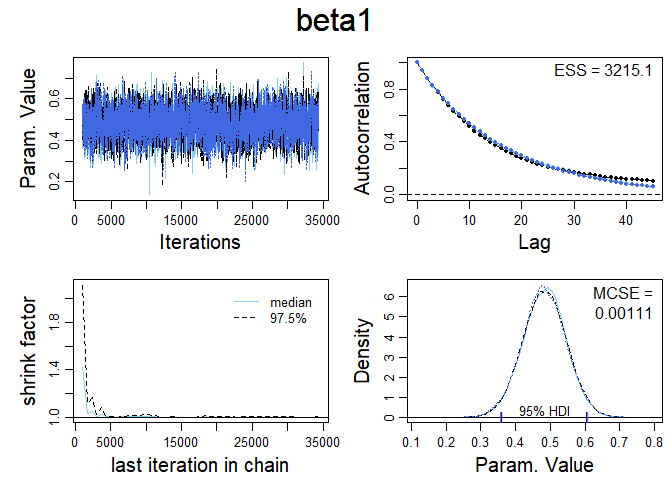 beta1
Param. Value
0.2 0.4 0.6
0 5000 15000 25000 35000
Iterations
Autocorrelation
0.0 0.4 0.8
ESS = 3215.1
0 10 20 30 40
Lag
shrink factor
1.0 1.4 1.8
median
97.5%
0 5000 15000 25000 35000
last iteration in chain
Density
0 1 2 3 4 5 6
MCSE =
0.00111
95% HDI
0.1 0.2 0.3 0.4 0.5 0.6 0.7 0.8
Param. Value